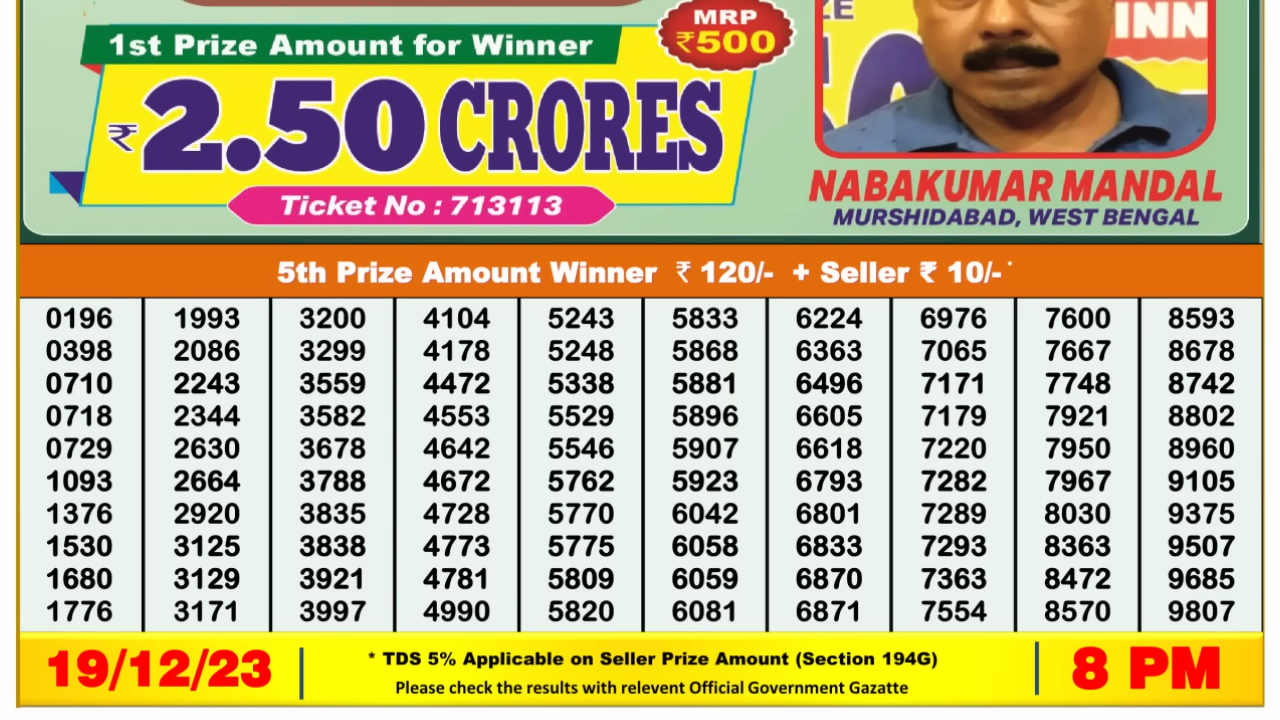 MRP
₹500
1st Prize Amount for Winner
₹ 2.50 CRORES
Ticket No : 713113
ZE
INN
NABAKUMAR MANDAL
MURSHIDABAD, WEST BENGAL
5th Prize Amount Winner ₹ 120/- + Seller ₹ 10/- *
0196 1993 3200 4104 5243 5833 6224 6976 7600 8593
0398 2086 3299 4178 5248 5868 6363 7065 7667 8678
0710 2243 3559 4472 5338 5881 6496 7171 7748 8742
0718 2344 3582 4553 5529 5896 6605 7179 7921 8802
0729 2630 3678 4642 5546 5907 6618 7220 7950 8960
1093 2664 3788 4672 5762 5923 6793 7282 7967 9105
1376 2920 3835 4728 5770 6042 6801 7289 8030 9375
1530 3125 3838 4773 5775 6058 6833 7293 8363 9507
1680 3129 3921 4781 5809 6059 6870 7363 8472 9685
1776 3171 3997 4990 5820 6081 6871 7554 8570 9807
19/12/23
* TDS 5% Applicable on Seller Prize Amount (Section 194G)
Please check the results with relevent Official Government Gazatte
8 PM